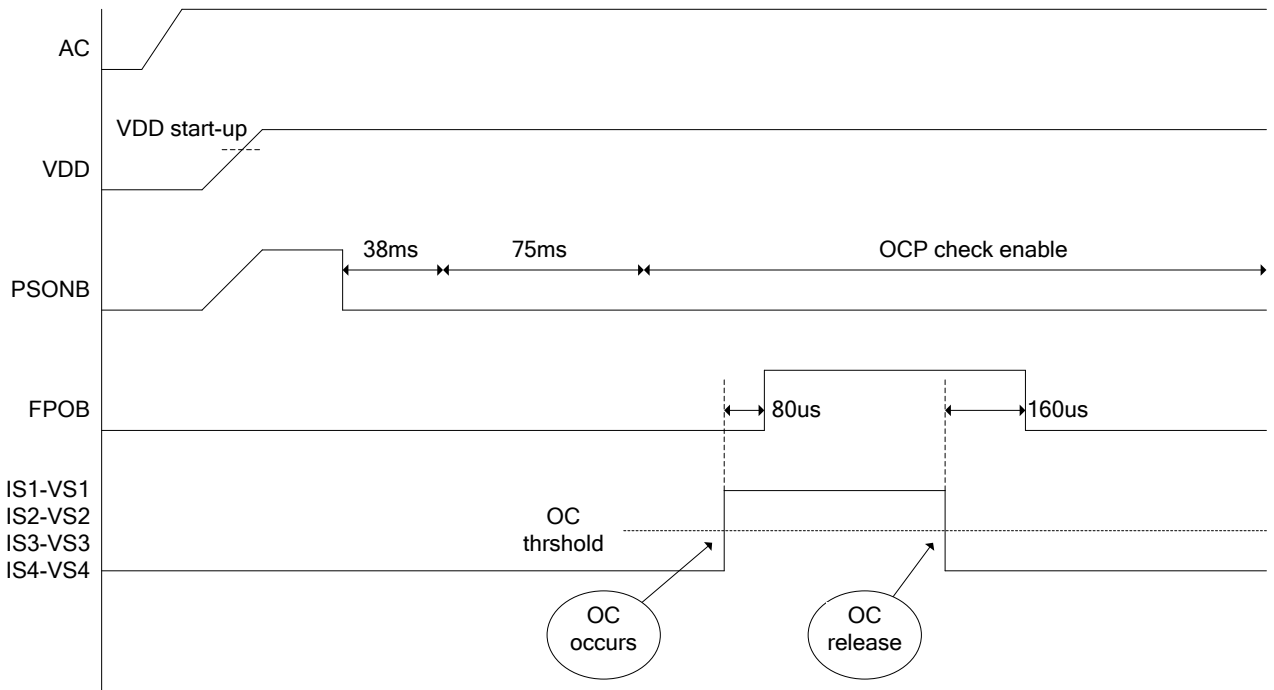 AC
VDD start-up
VDD
38ms
75ms
OCP check enable
PSONB
FPOB
80us
160us
IS1-VS1
IS2-VS2
IS3-VS3
IS4-VS4
OC
thrshold
OC
occurs
OC
release